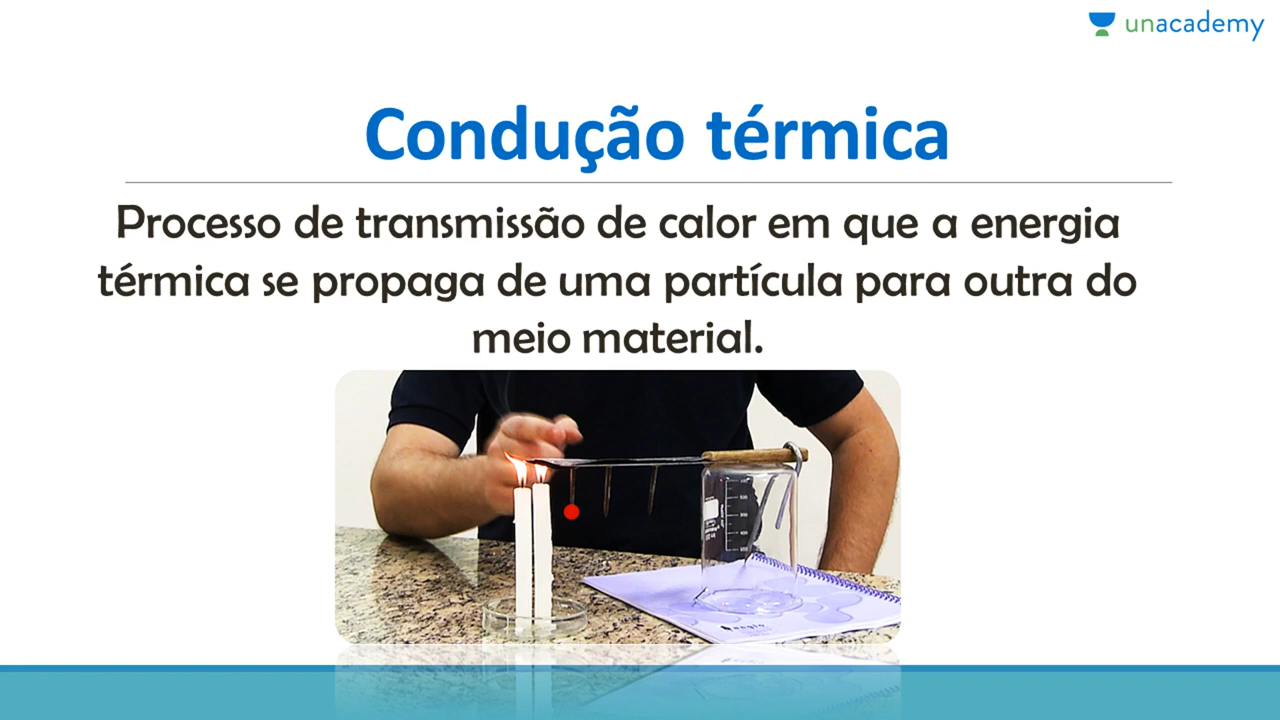 unacademy
Condução térmica
Processo de transmissão de calor em que a energia
térmica se propaga de uma partícula para outra do
meio material.